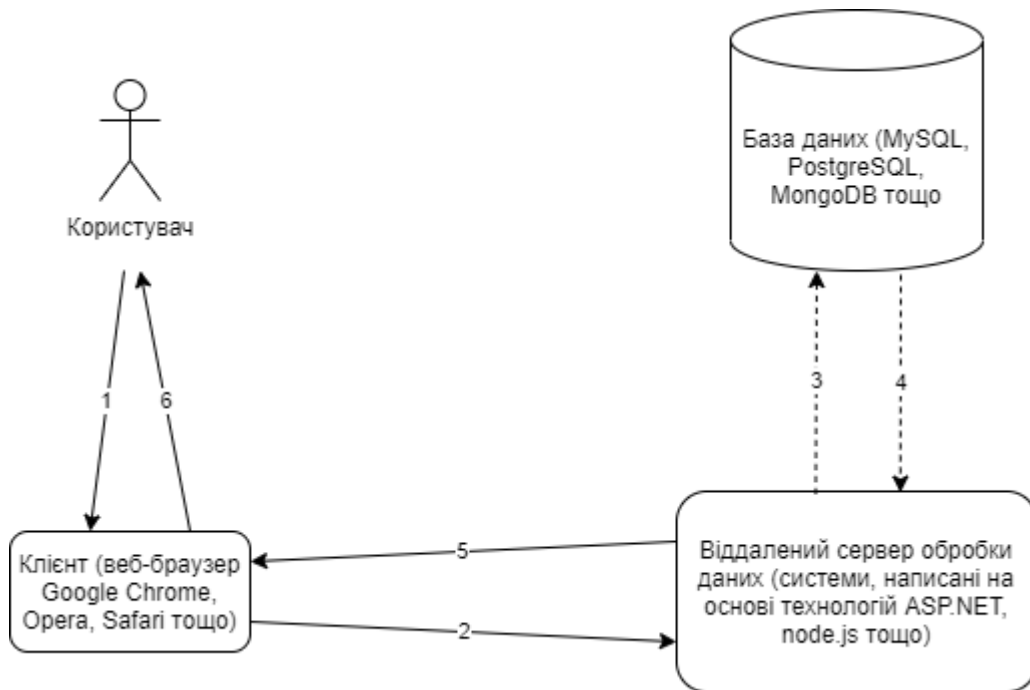 База даних (MySQL,
PostgreSQL,
MongoDB тощо
Користувач
1
6
3
4
Клієнт (веб-браузер
Google Chrome,
Opera, Safari тощо)
5
2
Віддалений сервер обробки
даних (системи, написані на
основі технологій ASP.NET,
node.js тощо)